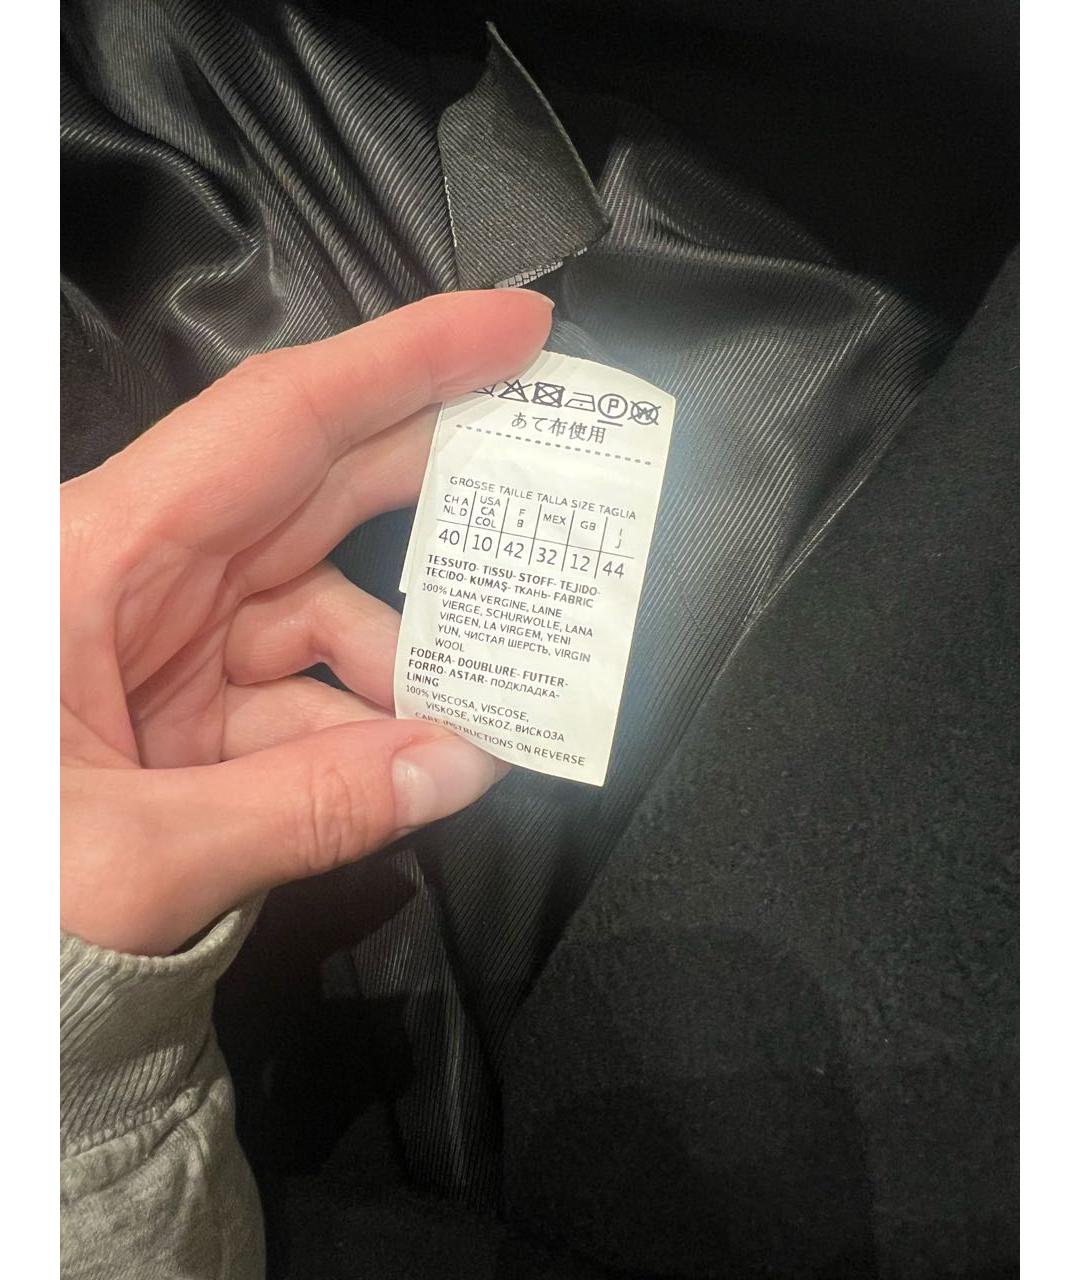 P W
あて布使用
GRÖSSE TAILLE TALLA SIZE TAGLIA
CH A NL D | USA CA COL | F B | MEX | GB | I J
40 | 10 | 42 | 32 | 12 | 44
TESSUTO- TISSU- STOFF- TEJIDO-
TECIDO- KUMAŞ- ТКАНЬ- FABRIC
100% LANA VERGINE, LAINE
VIERGE, SCHURWOLLE, LANA
VIRGEN, LA VIRGEM, YENI
YUN, ЧИСТАЯ ШЕРСТЬ, VIRGIN
WOOL
FODERA- DOUBLURE- FUTTER-
FORRO- ASTAR- ПОДКЛАДКА-
LINING
100% VISCOSA, VISCOSE,
VISKOSE, VISKOZ, ВИСКОЗА
CARE INSTRUCTIONS ON REVERSE